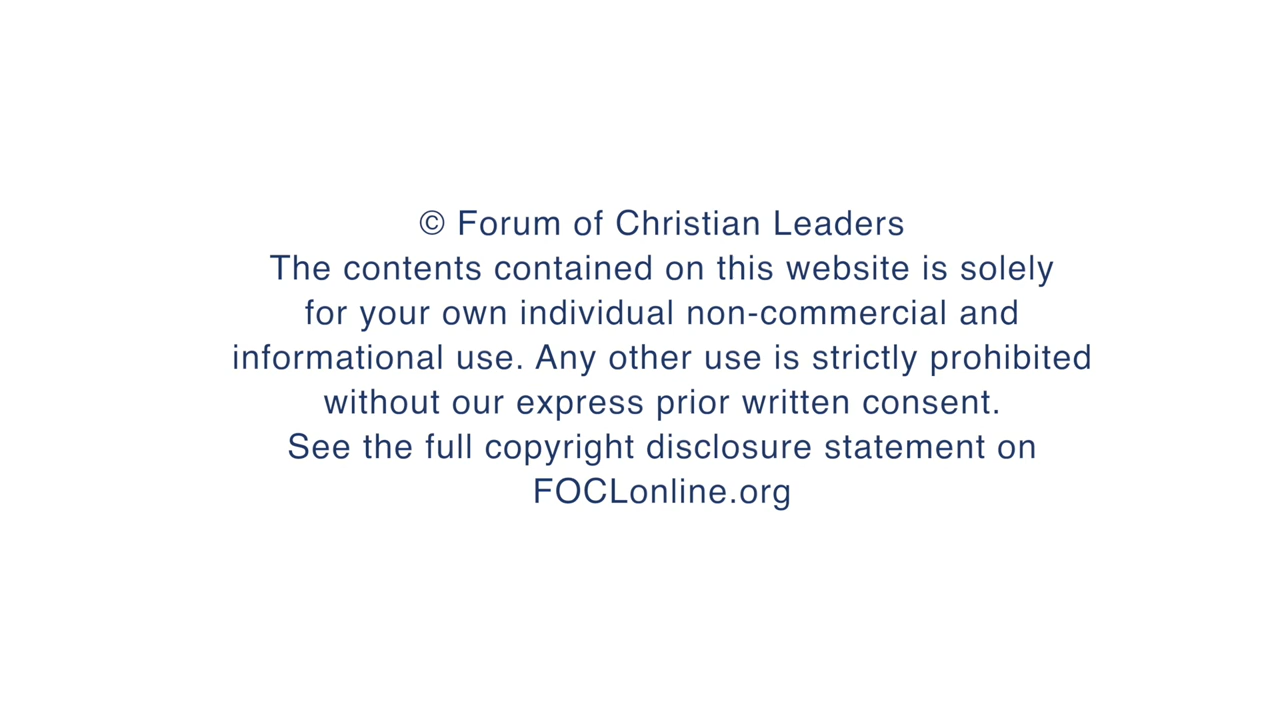 © Forum of Christian Leaders
The contents contained on this website is solely
for your own individual non-commercial and
informational use. Any other use is strictly prohibited
without our express prior written consent.
See the full copyright disclosure statement on
FOCLonline.org